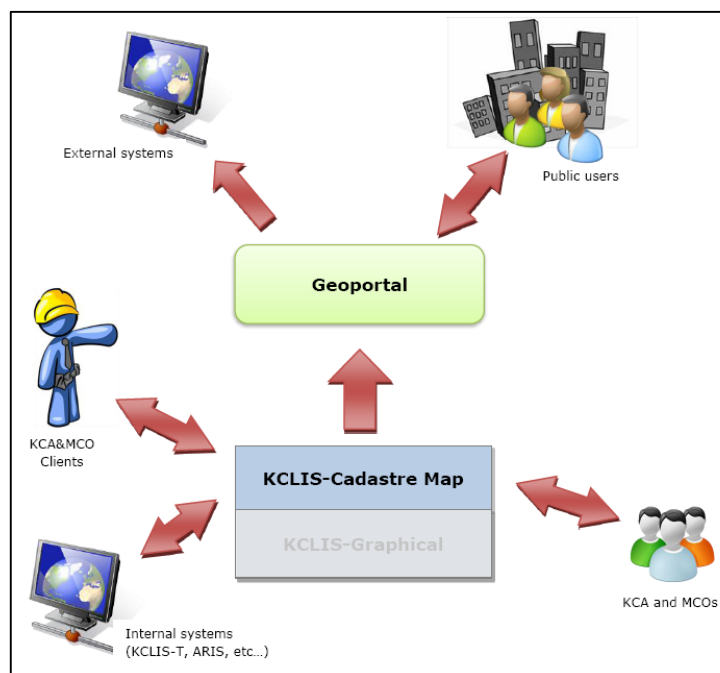 External systems
Public users
Geoportal
KCA&MCO
Clients
KCLIS-Cadastre Map
KCLIS-Graphical
KCA and MCOs
Internal systems
(KCLIS-T, ARIS, etc...)